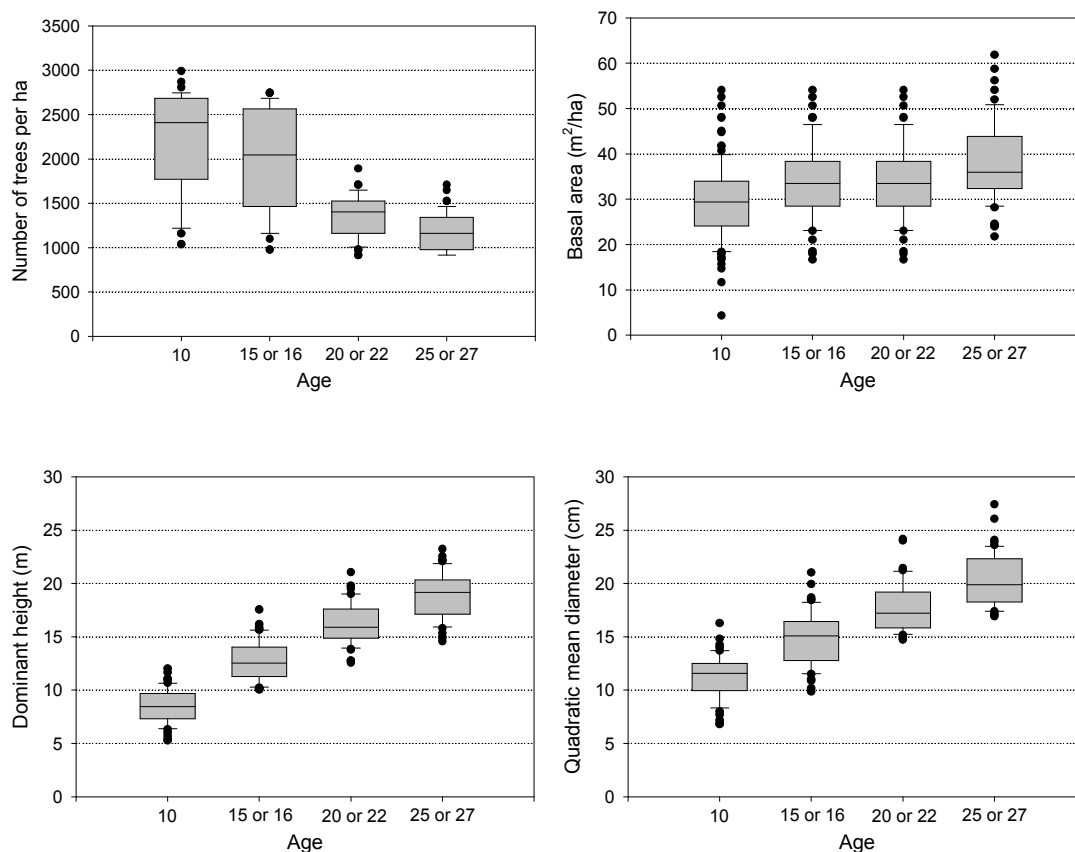 Number of trees per ha
3500
3000
2500
2000
1500
1000
500
0
10 15 or 16 20 or 22 25 or 27
Age
Basal area (m²/ha)
70
60
50
40
30
20
10
0
10 15 or 16 20 or 22 25 or 27
Age
Dominant height (m)
30
25
20
15
10
5
0
10 15 or 16 20 or 22 25 or 27
Age
Quadratic mean diameter (cm)
30
25
20
15
10
5
0
10 15 or 16 20 or 22 25 or 27
Age